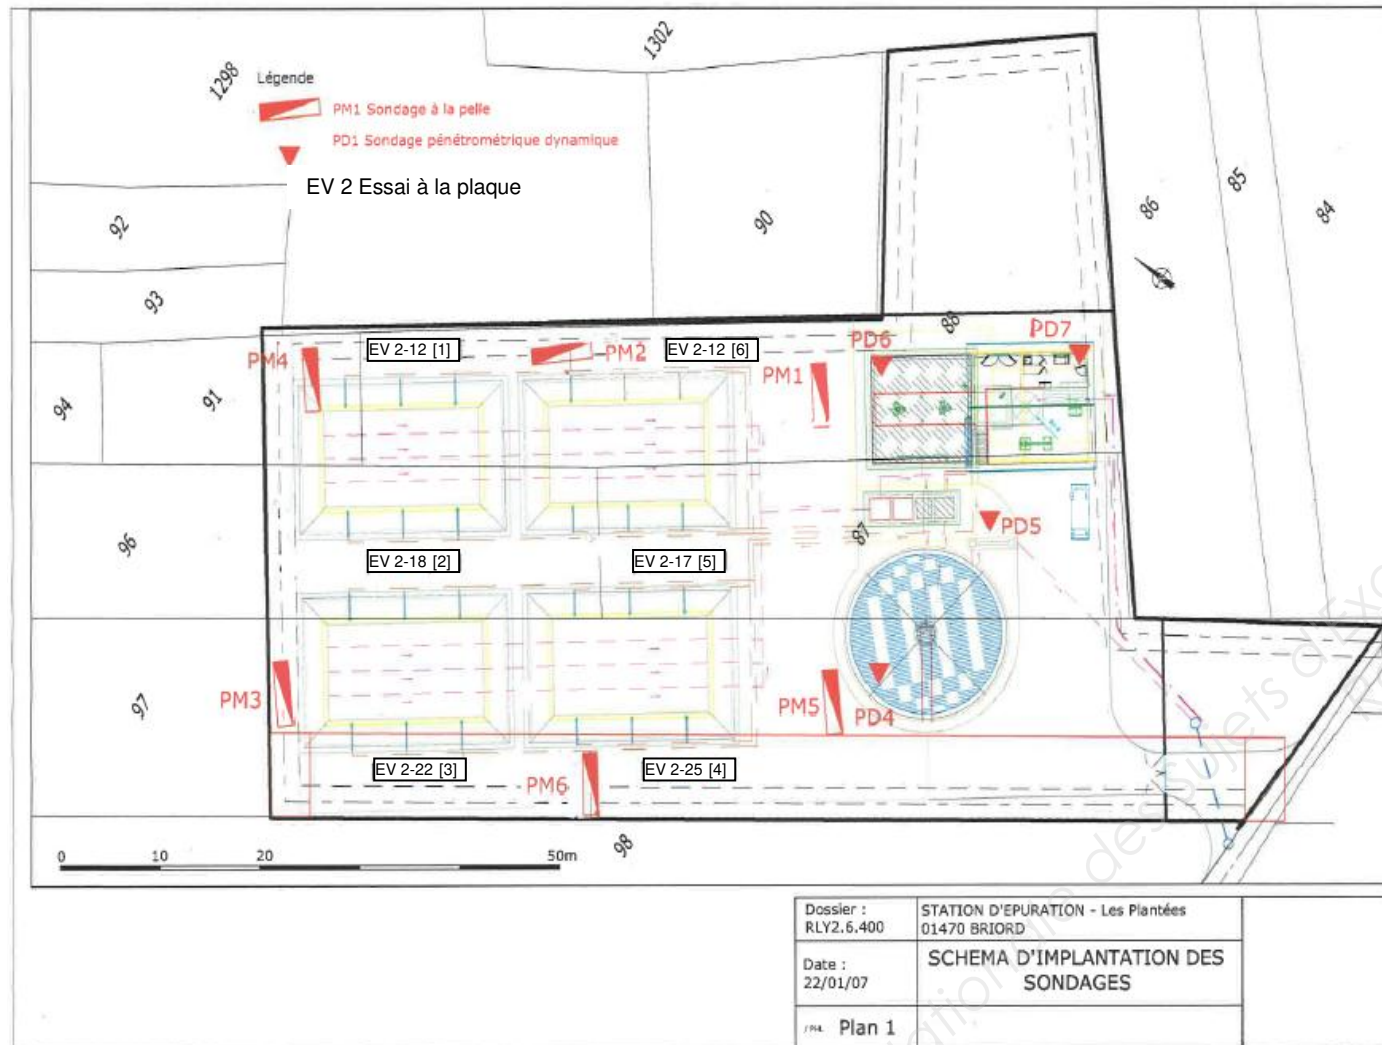 1302
1298
Légende
PM1 Sondage à la pelle
PD1 Sondage pénétrométrique dynamique
EV 2 Essai à la plaque
92
90
86
85
84
93
88
PM4
EV 2-12 [1]
PM2
EV 2-12 [6]
PM1
PD6
PD7
94
91
96
87
PD5
EV 2-18 [2]
EV 2-17 [5]
97
PM3
PM5
PD4
EV 2-22 [3]
PM6
EV 2-25 [4]
98
0 10 20 50m
Dossier :
RLY2.6.400
STATION D'EPURATION - Les Plantées
01470 BRIORD
Date :
22/01/07
SCHEMA D'IMPLANTATION DES
SONDAGES
Plan 1